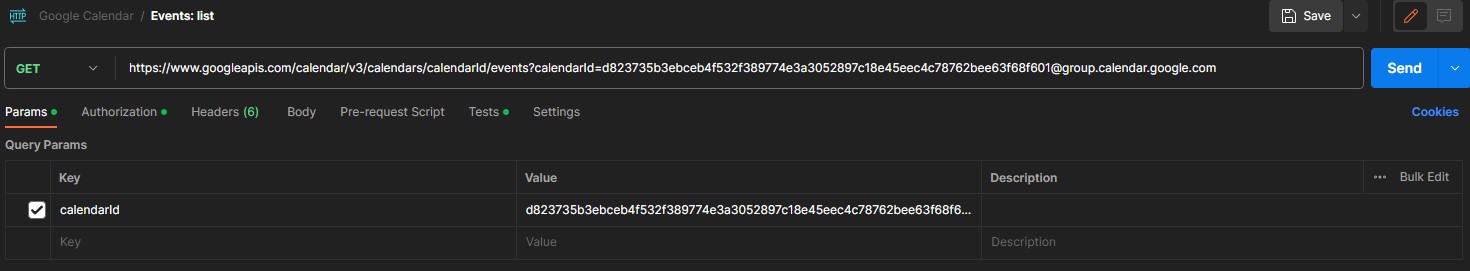 HTTP Google Calendar / Events: list Save
GET https://www.googleapis.com/calendar/v3/calendars/calendarId/events?calendarId=d823735b3ebceb4f532f389774e3a3052897c18e45eec4c78762bee63f68f601@group.calendar.google.com Send
Params Authorization Headers (6) Body Pre-request Script Tests Settings Cookies
Query Params
Key Value Description ... Bulk Edit
calendarId d823735b3ebceb4f532f389774e3a3052897c18e45eec4c78762bee63f68f6...
Key Value Description